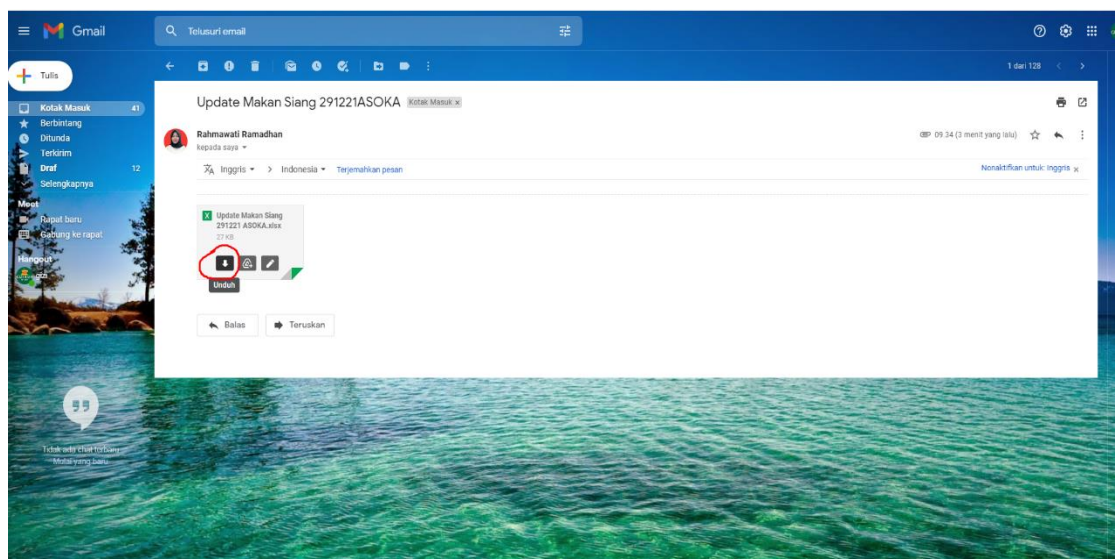 Gmail
Telusuri email
Tulis
1 dari 128
Kotak Masuk 41
Berbintang
Ditunda
Terkirim
Draf 12
Selengkapnya
Meet
Rapat baru
Gabung ke rapat
Hangout
Tidak ada chat terbaru
Mulai yang baru
Update Makan Siang 291221ASOKA Kotak Masuk x
Rahmawati Ramadhan
kepada saya
09.34 (3 menit yang lalu)
Inggris > Indonesia Terjemahkan pesan
Nonaktifkan untuk: Inggris x
X Update Makan Siang
291221 ASOKA.xlsx
27 KB
Unduh
Balas Teruskan